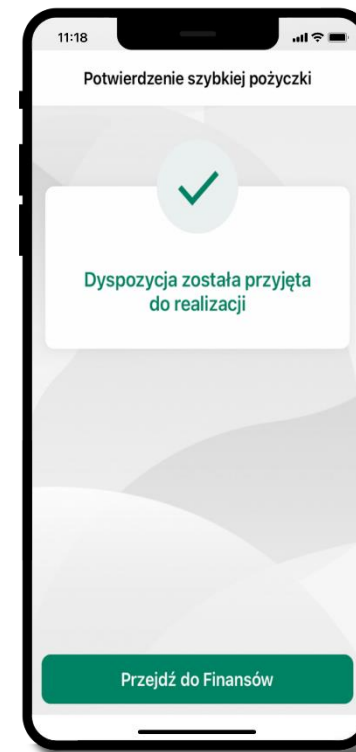 11:18
Potwierdzenie szybkiej pożyczki
Dyspozycja została przyjęta
do realizacji
Przejdź do Finansów